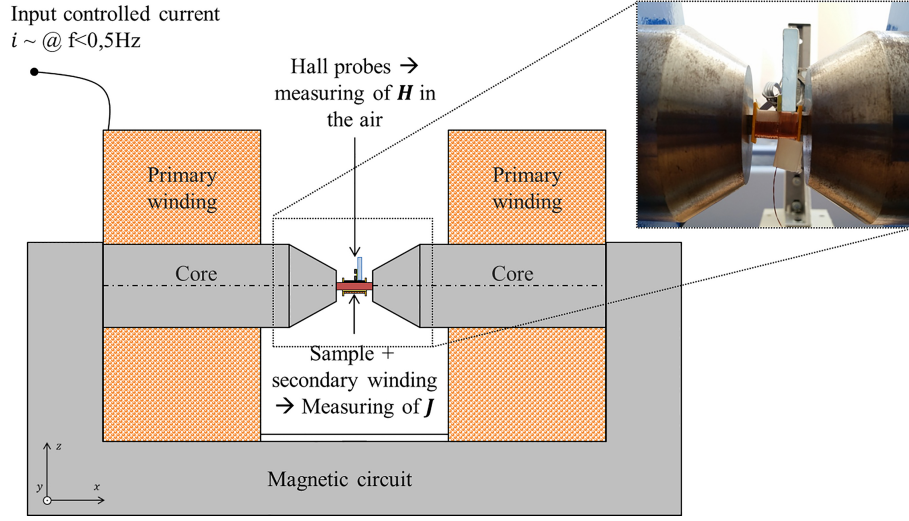 Input controlled current
i ~ @ f<0,5Hz
Hall probes →
measuring of H in
the air
Primary
winding
Primary
winding
Core
Core
Sample +
secondary winding
→ Measuring of J
z
y
x
Magnetic circuit